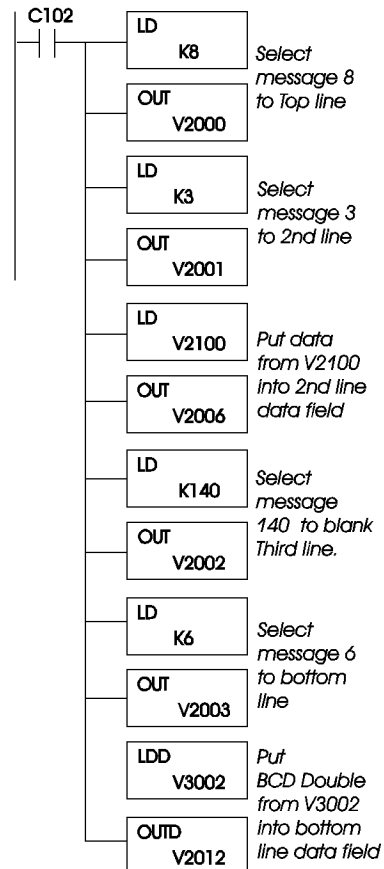 C102
LD
K8
Select
message 8
to Top line
OUT
V2000
LD
K3
Select
message 3
to 2nd line
OUT
V2001
LD
V2100
Put data
from V2100
into 2nd line
data field
OUT
V2006
LD
K140
Select
message
140 to blank
Third line.
OUT
V2002
LD
K6
Select
message 6
to bottom
line
OUT
V2003
LDD
V3002
Put
BCD Double
from V3002
into bottom
line data field
OUTD
V2012